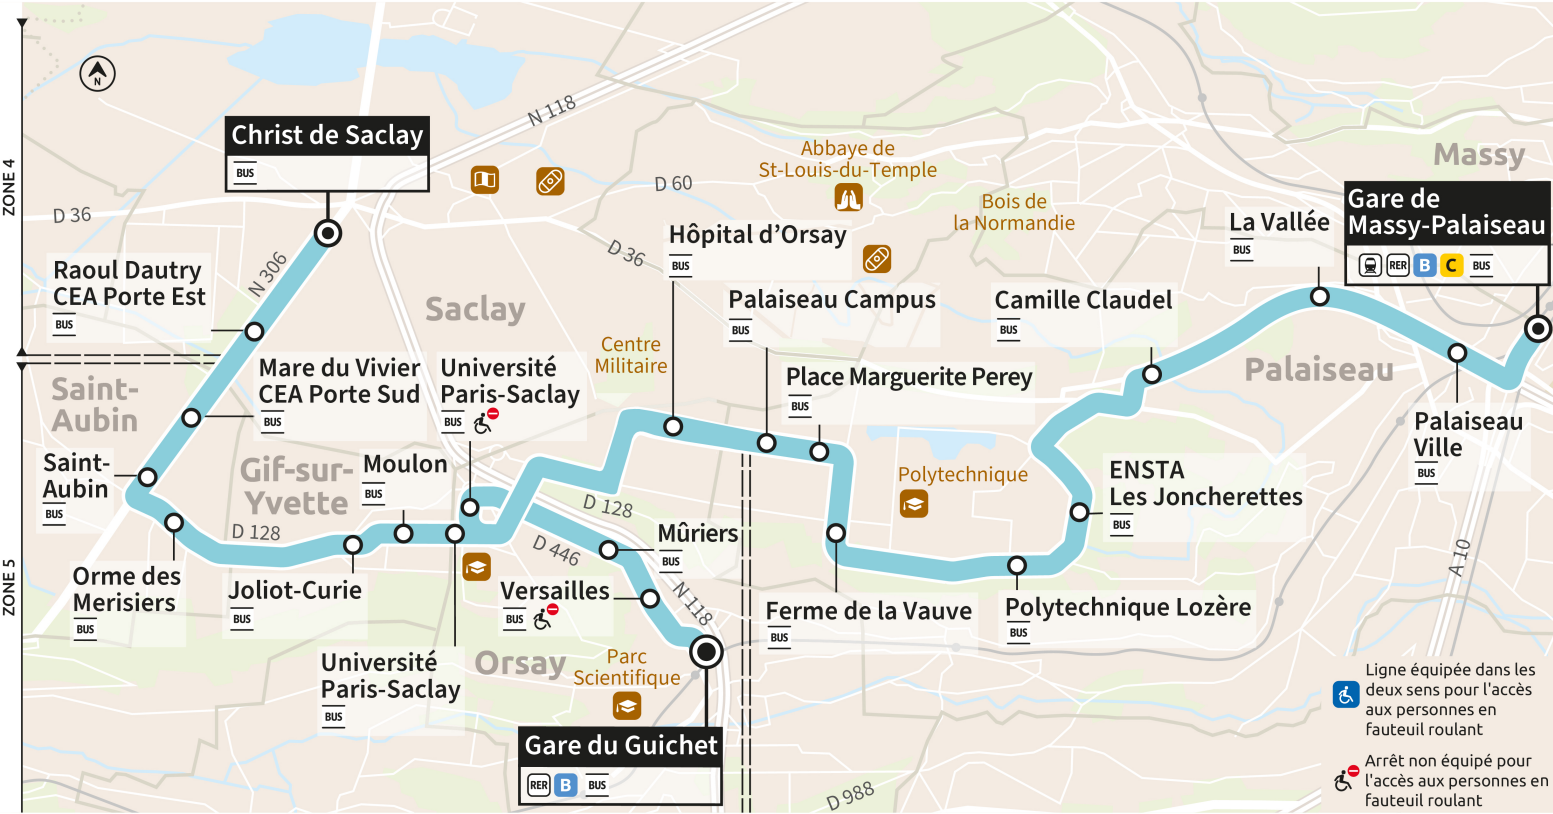 ZONE 4
ZONE 5
N
Christ de Saclay
BUS
D 36
N 306
N 118
D 60
D 36
Abbaye de
St-Louis-du-Temple
Bois de
la Normandie
Massy
Gare de
Massy-Palaiseau
RER B C BUS
La Vallée
BUS
Raoul Dautry
CEA Porte Est
BUS
Saclay
Hôpital d’Orsay
BUS
Palaiseau Campus
BUS
Camille Claudel
BUS
Centre
Militaire
Mare du Vivier
CEA Porte Sud
BUS
Université
Paris-Saclay
BUS
Place Marguerite Perey
BUS
Palaiseau
Saint-
Aubin
Palaiseau
Ville
BUS
Saint-
Aubin
BUS
Gif-sur-
Yvette
Moulon
BUS
Polytechnique
ENSTA
Les Joncherettes
BUS
D 128
D 128
D 446
Mûriers
BUS
N 118
A 10
Orme des
Merisiers
BUS
Joliot-Curie
BUS
Versailles
BUS
Ferme de la Vauve
BUS
Polytechnique Lozère
BUS
Université
Paris-Saclay
BUS
Orsay
Parc
Scientifique
Gare du Guichet
RER B BUS
D 988
Ligne équipée dans les
deux sens pour l'accès
aux personnes en
fauteuil roulant
Arrêt non équipé pour
l'accès aux personnes en
fauteuil roulant